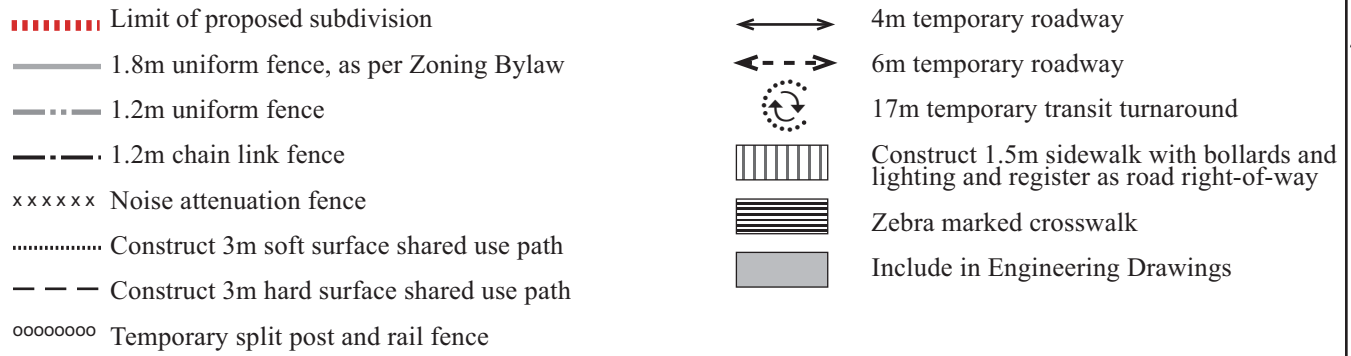 Limit of proposed subdivision
1.8m uniform fence, as per Zoning Bylaw
1.2m uniform fence
1.2m chain link fence
x x x x x x Noise attenuation fence
Construct 3m soft surface shared use path
Construct 3m hard surface shared use path
oooooooo Temporary split post and rail fence
4m temporary roadway
6m temporary roadway
17m temporary transit turnaround
Construct 1.5m sidewalk with bollards and
lighting and register as road right-of-way
Zebra marked crosswalk
Include in Engineering Drawings